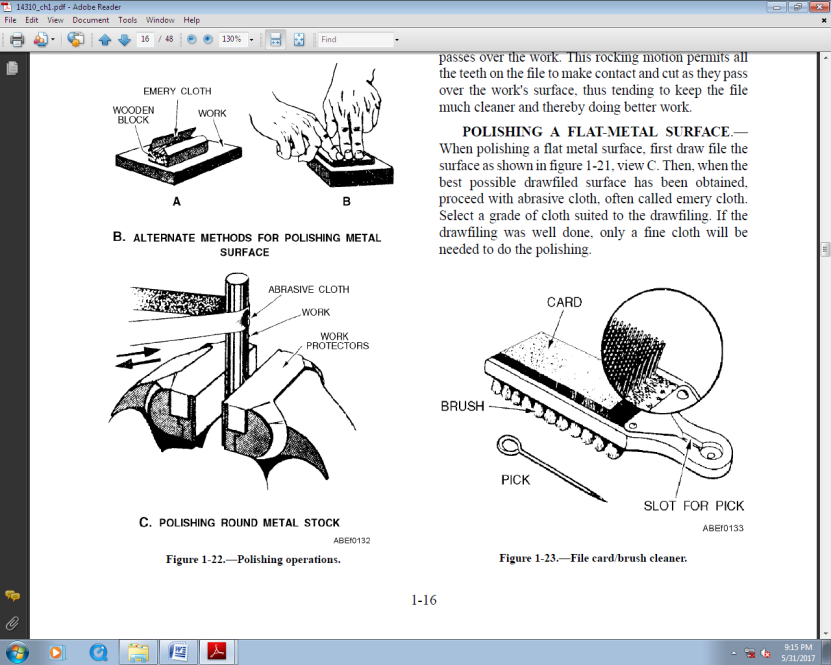 14310_ch1.pdf - Adobe Reader
File Edit View Document Tools Window Help
16 / 48 130% Find
EMERY CLOTH
WOODEN
BLOCK
WORK
A
B
B. ALTERNATE METHODS FOR POLISHING METAL
SURFACE
ABRASIVE CLOTH
WORK
WORK
PROTECTORS
C. POLISHING ROUND METAL STOCK
ABEf0132
Figure 1-22.—Polishing operations.
passes over the work. This rocking motion permits all
the teeth on the file to make contact and cut as they pass
over the work's surface, thus tending to keep the file
much cleaner and thereby doing better work.
POLISHING A FLAT-METAL SURFACE.—
When polishing a flat metal surface, first draw file the
surface as shown in figure 1-21, view C. Then, when the
best possible drawfiled surface has been obtained,
proceed with abrasive cloth, often called emery cloth.
Select a grade of cloth suited to the drawfiling. If the
drawfiling was well done, only a fine cloth will be
needed to do the polishing.
CARD
BRUSH
PICK
SLOT FOR PICK
ABEf0133
Figure 1-23.—File card/brush cleaner.
1-16
9:15 PM
5/31/2017